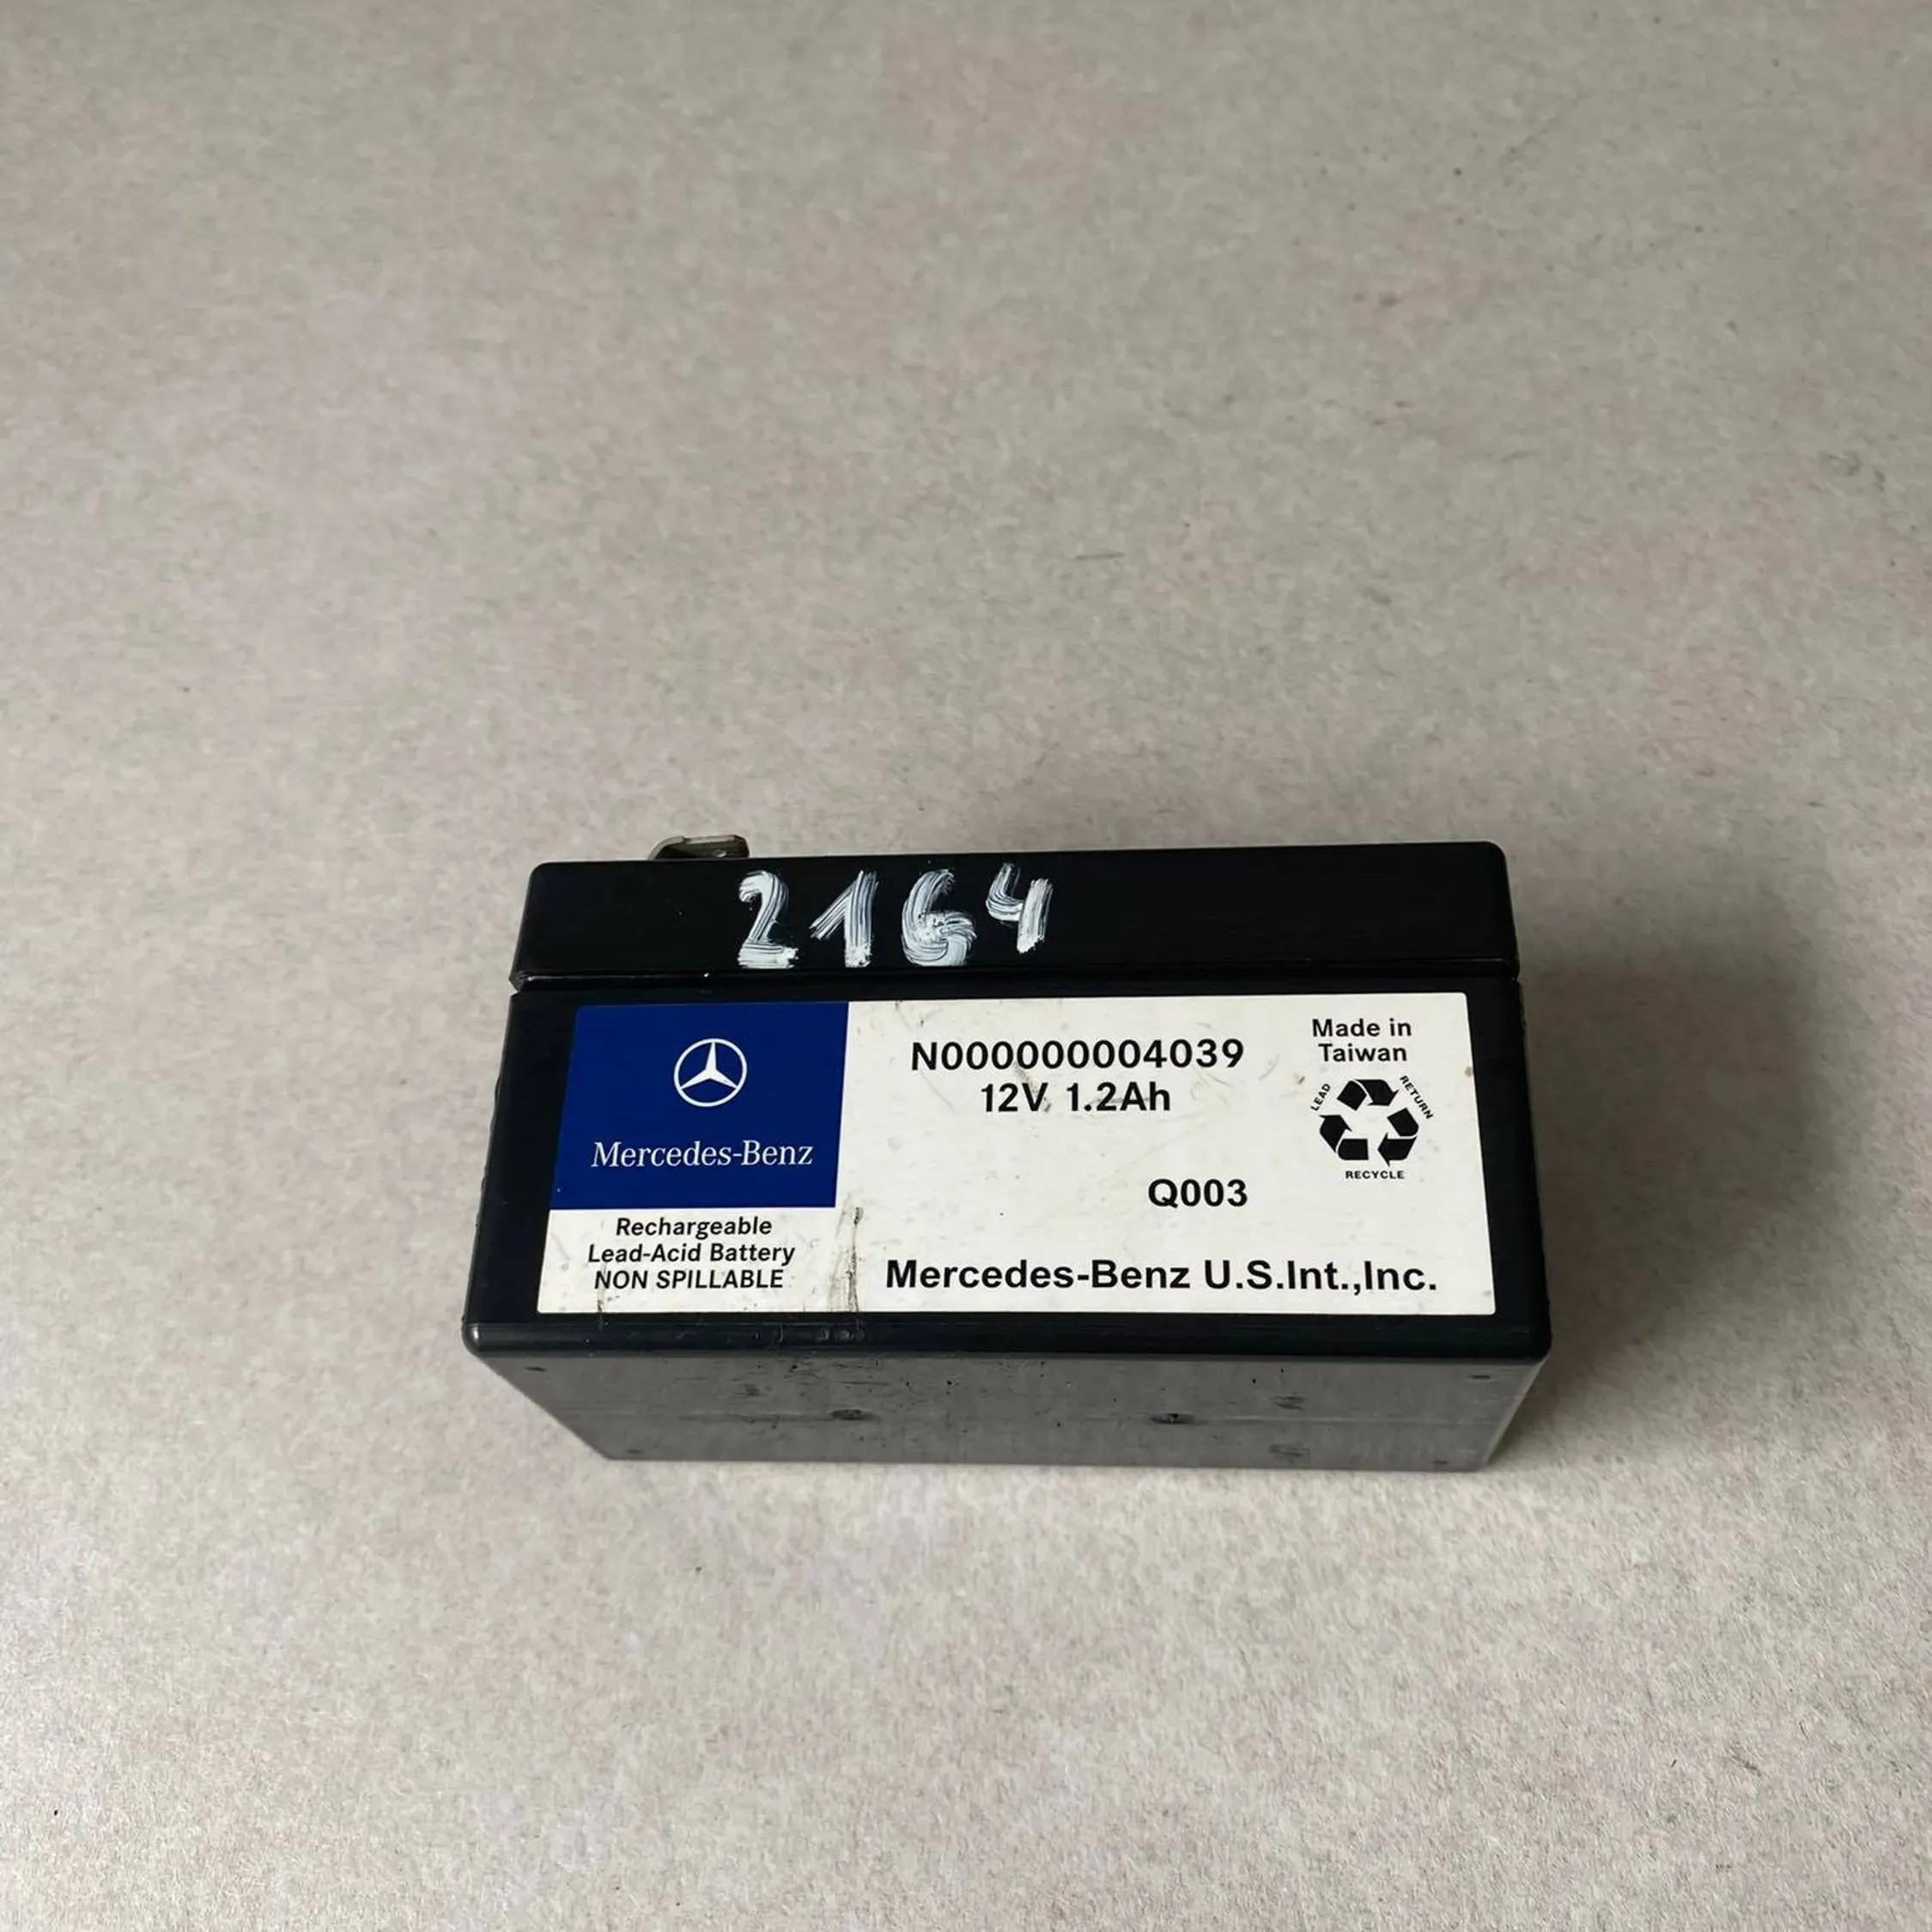 2164
Mercedes-Benz
Rechargeable
Lead-Acid Battery
NON SPILLABLE
N000000004039
12V 1.2Ah
Q003
Mercedes-Benz U.S.Int.,Inc.
Made in
Taiwan
LEAD
RETURN
RECYCLE